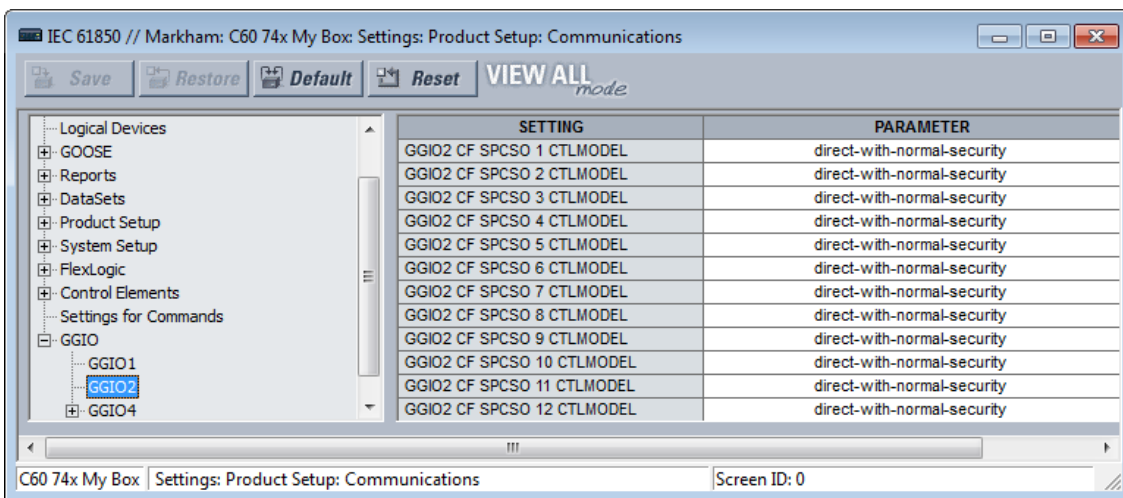 IEC 61850 // Markham: C60 74x My Box: Settings: Product Setup: Communications
Save Restore Default Reset VIEW ALL mode
Logical Devices
GOOSE
Reports
DataSets
Product Setup
System Setup
FlexLogic
Control Elements
Settings for Commands
GGIO
GGIO1
GGIO2
GGIO4
SETTING PARAMETER
GGIO2 CF SPCSO 1 CTLMODEL direct-with-normal-security
GGIO2 CF SPCSO 2 CTLMODEL direct-with-normal-security
GGIO2 CF SPCSO 3 CTLMODEL direct-with-normal-security
GGIO2 CF SPCSO 4 CTLMODEL direct-with-normal-security
GGIO2 CF SPCSO 5 CTLMODEL direct-with-normal-security
GGIO2 CF SPCSO 6 CTLMODEL direct-with-normal-security
GGIO2 CF SPCSO 7 CTLMODEL direct-with-normal-security
GGIO2 CF SPCSO 8 CTLMODEL direct-with-normal-security
GGIO2 CF SPCSO 9 CTLMODEL direct-with-normal-security
GGIO2 CF SPCSO 10 CTLMODEL direct-with-normal-security
GGIO2 CF SPCSO 11 CTLMODEL direct-with-normal-security
GGIO2 CF SPCSO 12 CTLMODEL direct-with-normal-security
C60 74x My Box Settings: Product Setup: Communications Screen ID: 0